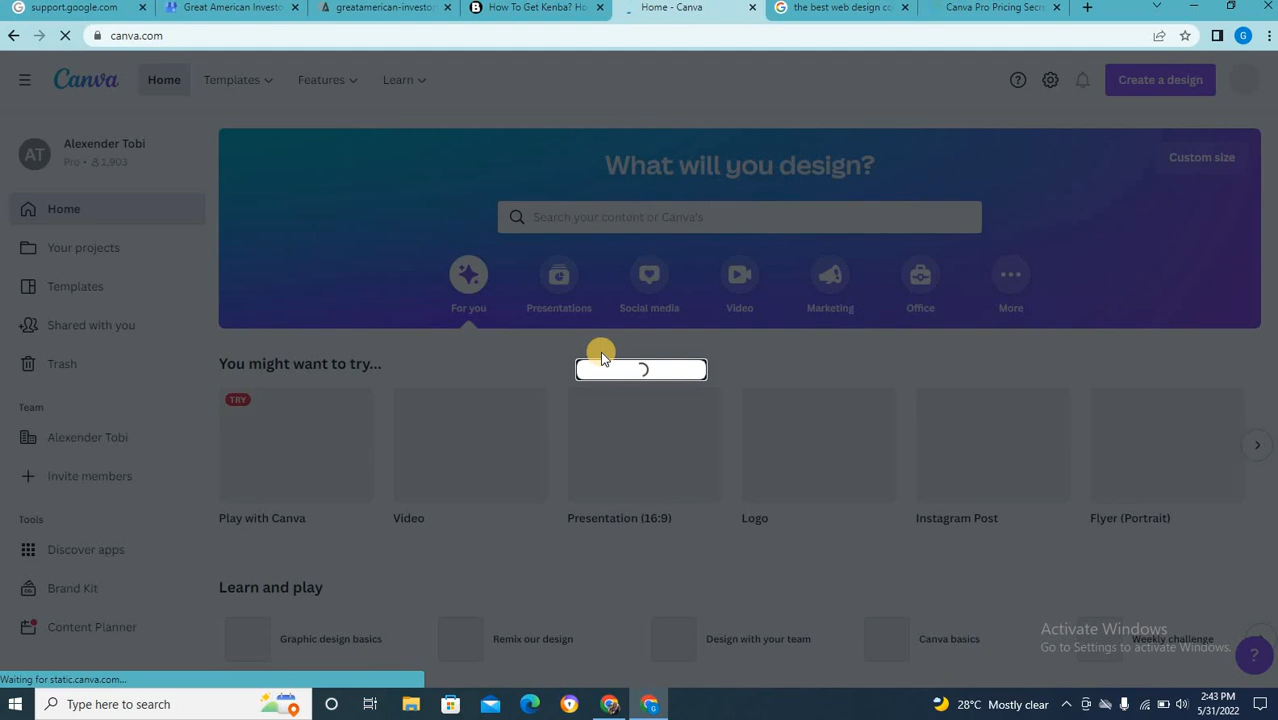 support.google.com
Great American Investo
greatamerican-investor
How To Get Kenba? Ho
Home - Canva
the best web design co
Canva Pro Pricing Secre
canva.com
G
Canva
Home
Templates
Features
Learn
?
Create a design
AT
Alexender Tobi
Pro • 1,903
What will you design?
Custom size
Search your content or Canva's
Home
Your projects
Templates
Shared with you
Trash
For you
Presentations
Social media
Video
Marketing
Office
More
You might want to try...
TRY
Play with Canva
Video
Presentation (16:9)
Logo
Instagram Post
Flyer (Portrait)
Team
Alexender Tobi
Invite members
Tools
Discover apps
Brand Kit
Content Planner
Learn and play
Graphic design basics
Remix our design
Design with your team
Canva basics
Weekly challenge
Activate Windows
Go to Settings to activate Windows.
?
Waiting for static.canva.com...
Type here to search
28°C Mostly clear
2:43 PM
5/31/2022